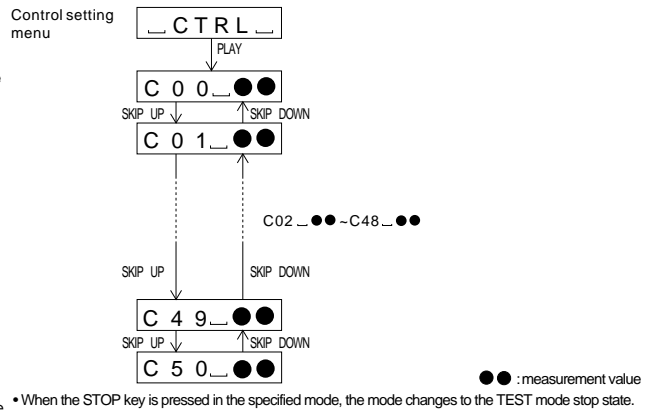 Control setting
menu
⎵CTRL⎵
PLAY
C00⎵●●
SKIP UP SKIP DOWN
C01⎵●●
C02⎵●●~C48⎵●●
SKIP UP SKIP DOWN
C49⎵●●
SKIP UP SKIP DOWN
C50⎵●●
●● : measurement value
• When the STOP key is pressed in the specified mode, the mode changes to the TEST mode stop state.